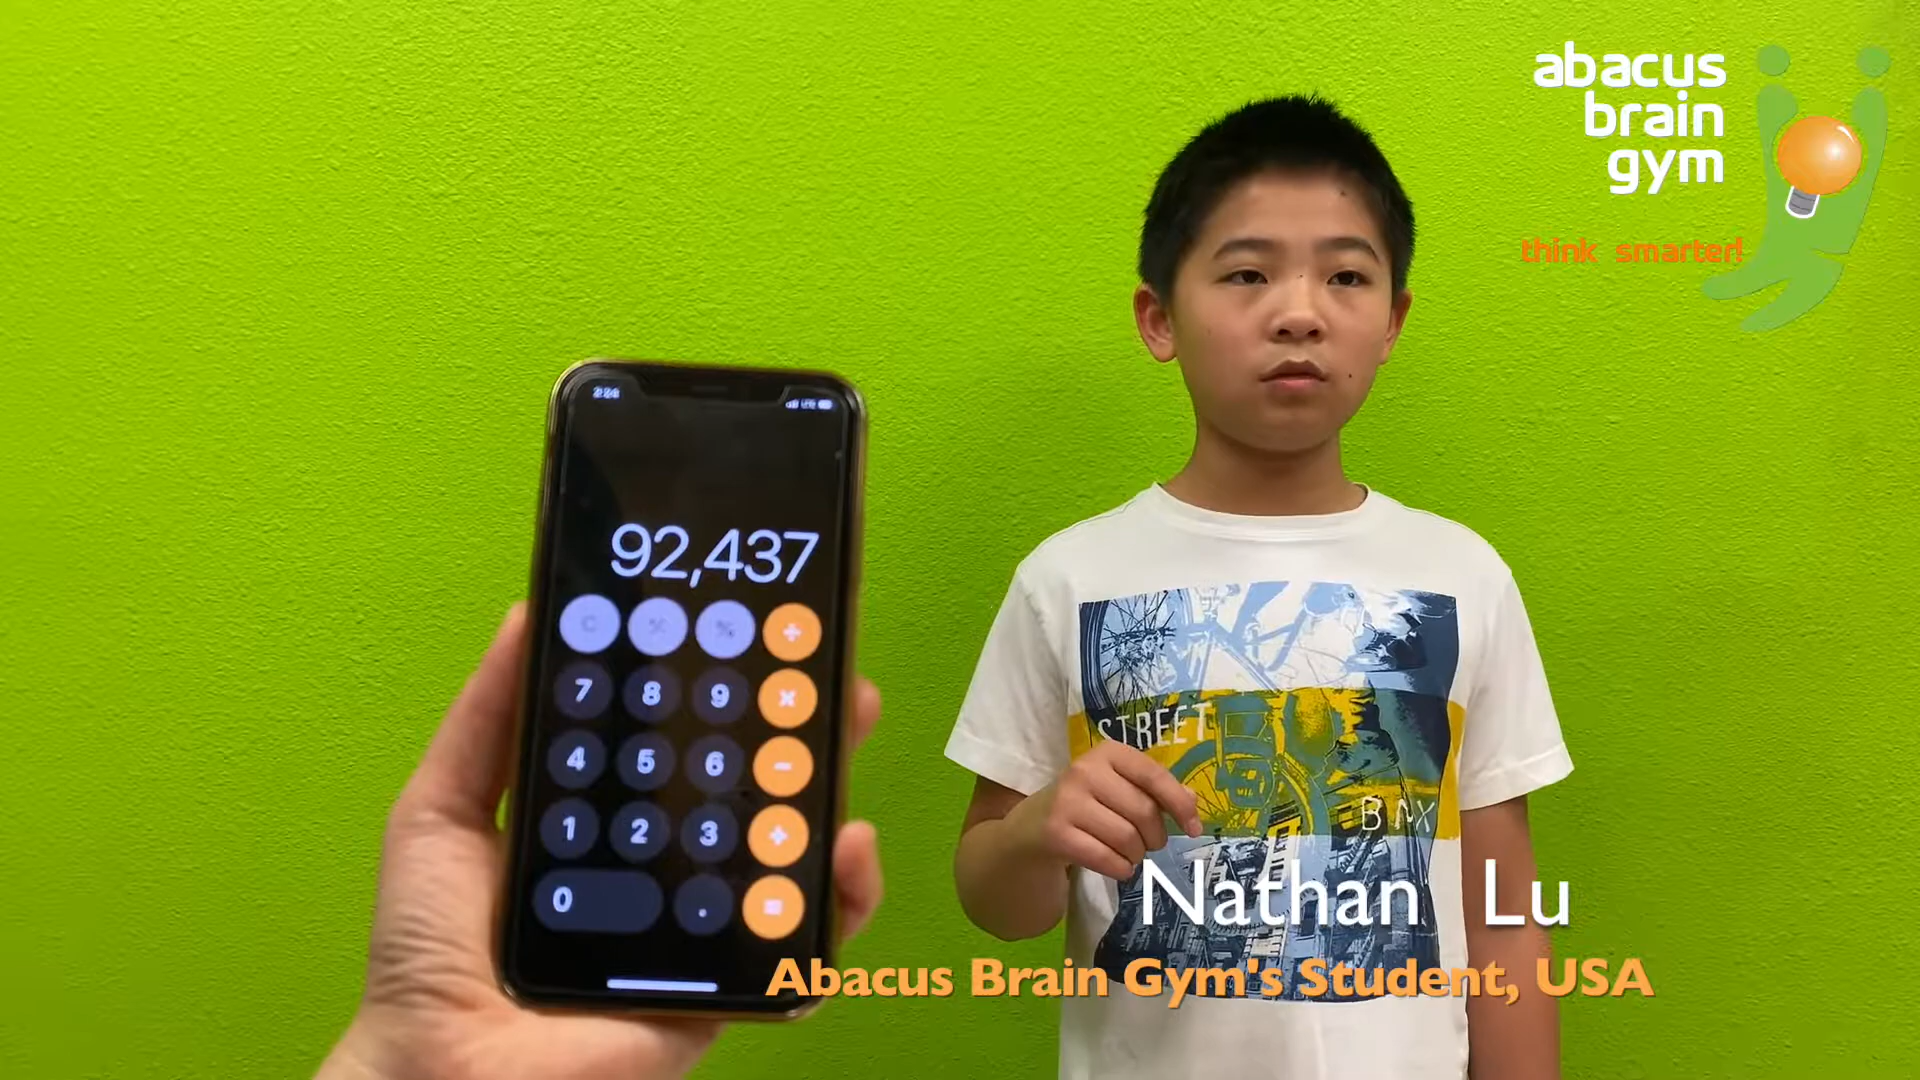 abacus
brain
gym
think smarter!
92,437
C
%
÷
7 8 9 ×
4 5 6 -
1 2 3 +
0 . =
STREET
BMX
Nathan Lu
Abacus Brain Gym's Student, USA